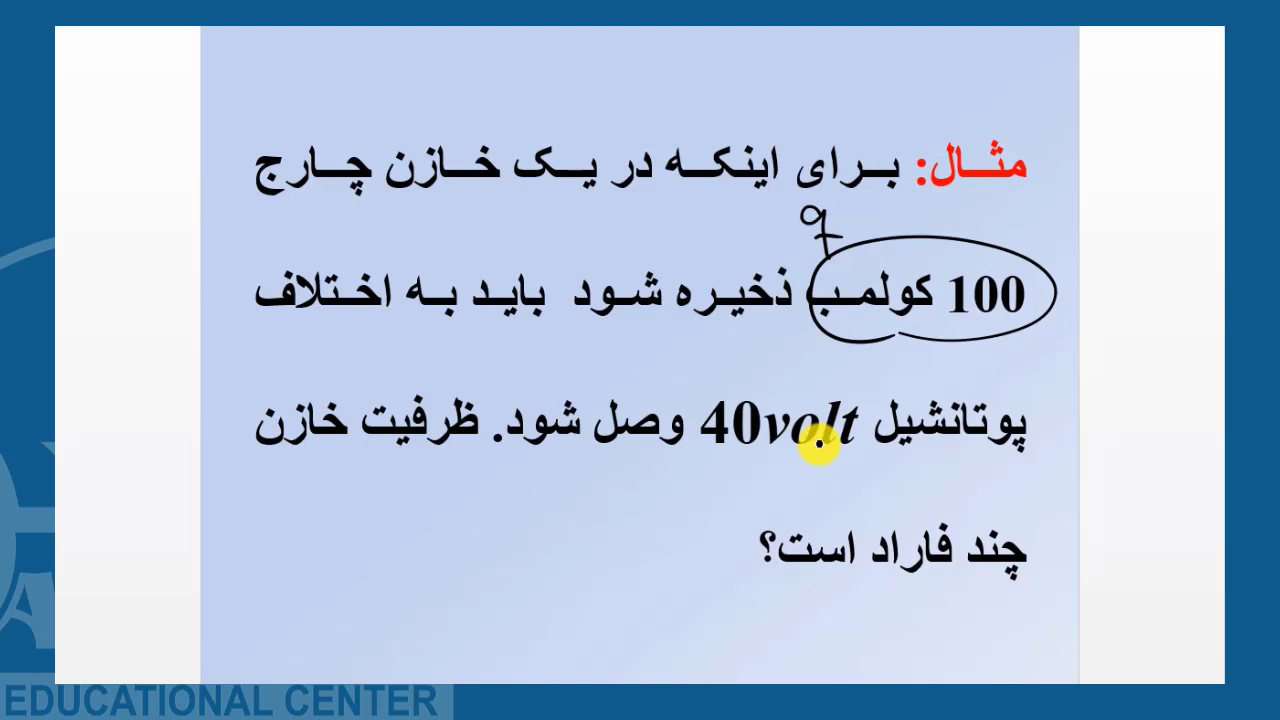 مثال: برای اینکه در یک خازن چارج
q
100 کولمب ذخیره شود باید به اختلاف
پوتانشیل 40volt وصل شود. ظرفیت خازن
چند فاراد است؟
EDUCATIONAL CENTER